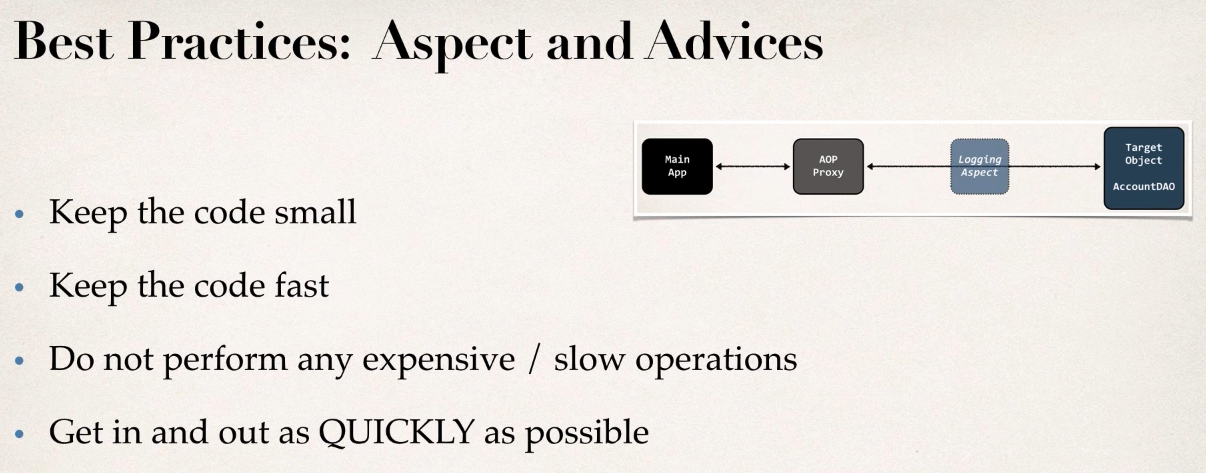 Best Practices: Aspect and Advices
Main
App
AOP
Proxy
Logging
Aspect
Target
Object
AccountDAO
• Keep the code small
• Keep the code fast
• Do not perform any expensive / slow operations
• Get in and out as QUICKLY as possible